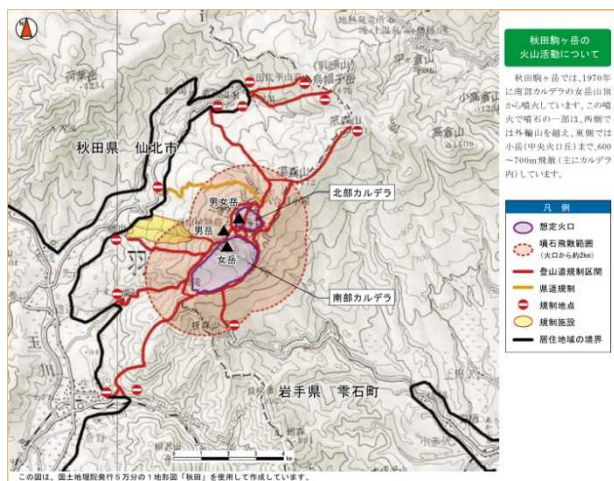 秋田駒ヶ岳の
火山活動について
秋田駒ヶ岳では、1970年
に南部カルデラの女岳山頂
から噴火しています。この噴
火で噴石の一部は、西側で
は外輪山を越え、東側では
小岳(中央火口丘)まで、600
～700m飛散(主にカルデラ
内)しています。
凡例
想定火口
噴石飛散範囲
(火口から約2km)
登山道規制区間
県道規制
規制地点
規制施設
居住地域の境界
秋田県 仙北市
男女岳
男岳
女岳
北部カルデラ
南部カルデラ
笊森山
湯森山
岩手県 雫石町
玉
川
この図は、国土地理院発行5万分の1地形図「秋田」を使用して作成しています。